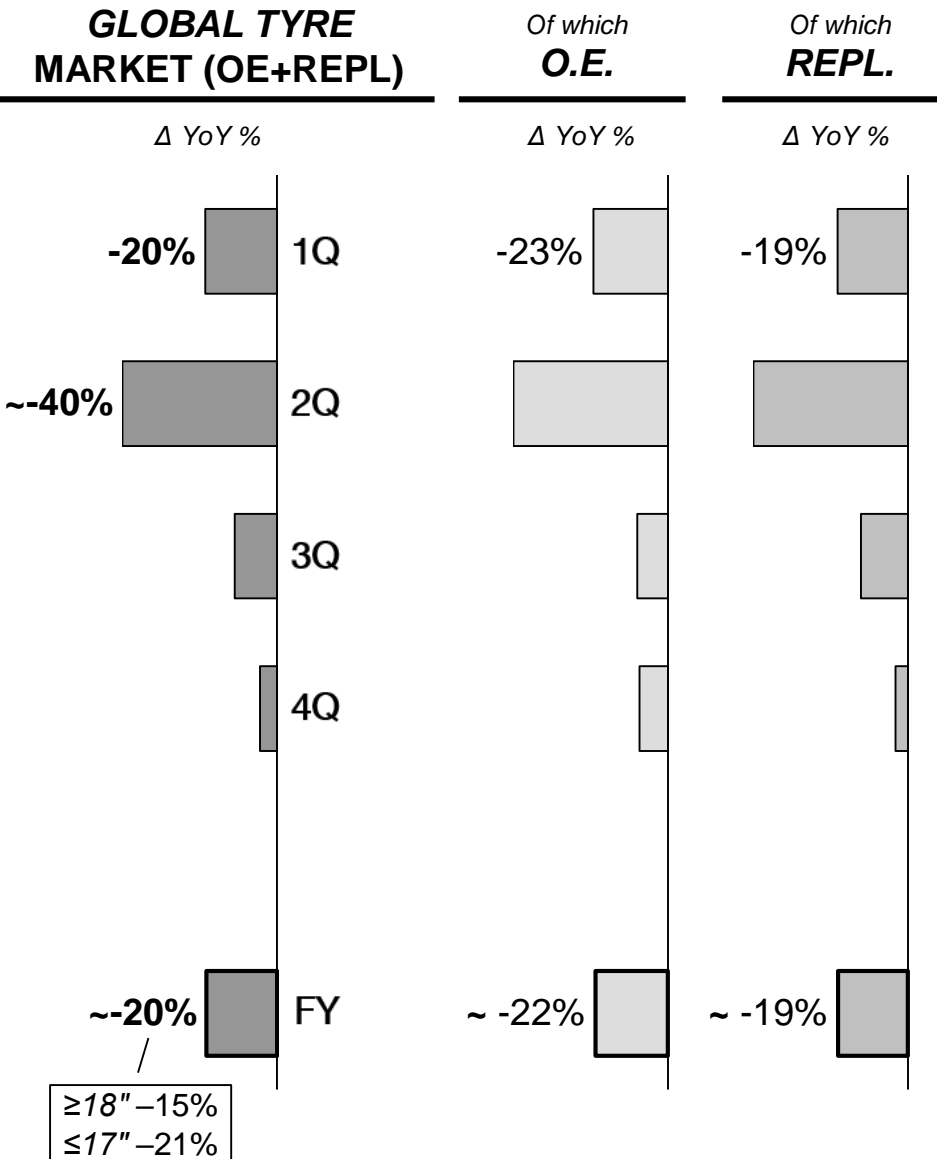 GLOBAL TYRE
MARKET (OE+REPL)
Of which
O.E.
Of which
REPL.
Δ YoY %
Δ YoY %
Δ YoY %
-20%
1Q
-23%
-19%
~-40%
2Q
3Q
4Q
~-20%
FY
~ -22%
~ -19%
≥18" –15%
≤17" –21%